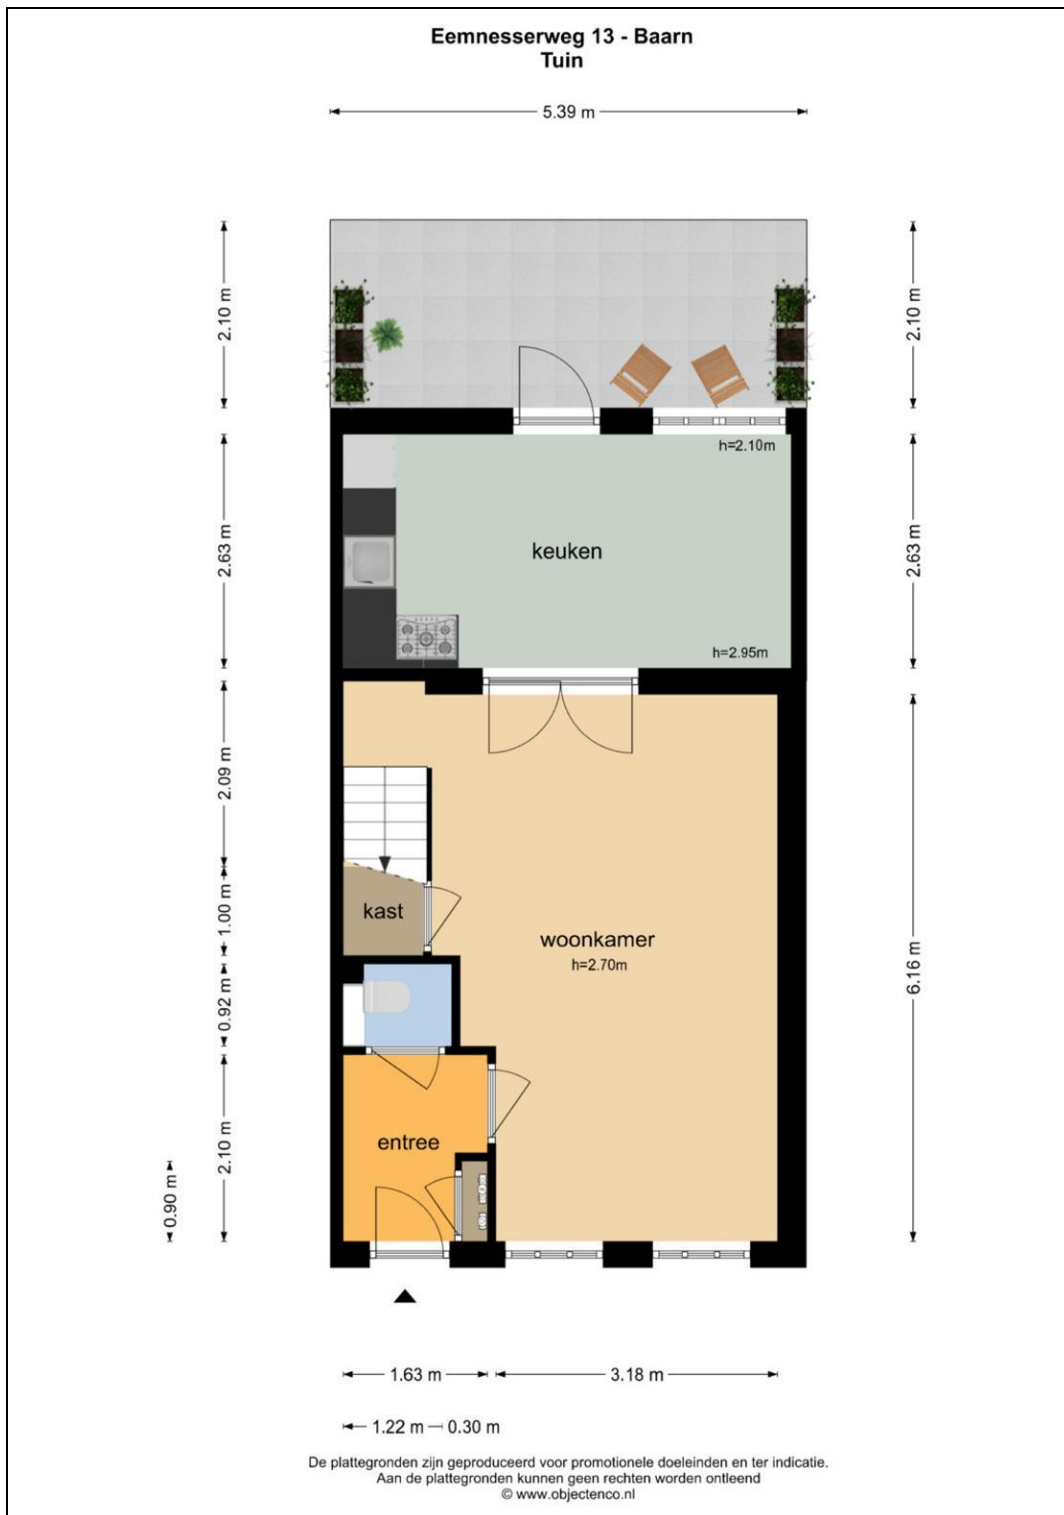 Eemnesserweg 13 - Baarn
Tuin
5.39 m
2.10 m
2.10 m
h=2.10m
2.63 m
keuken
2.63 m
h=2.95m
2.09 m
kast
1.00 m
woonkamer
h=2.70m
6.16 m
0.92 m
2.10 m
entree
0.90 m
1.63 m
3.18 m
1.22 m
0.30 m
De plattegronden zijn geproduceerd voor promotionele doeleinden en ter indicatie.
Aan de plattegronden kunnen geen rechten worden ontleend
© www.objectenco.nl